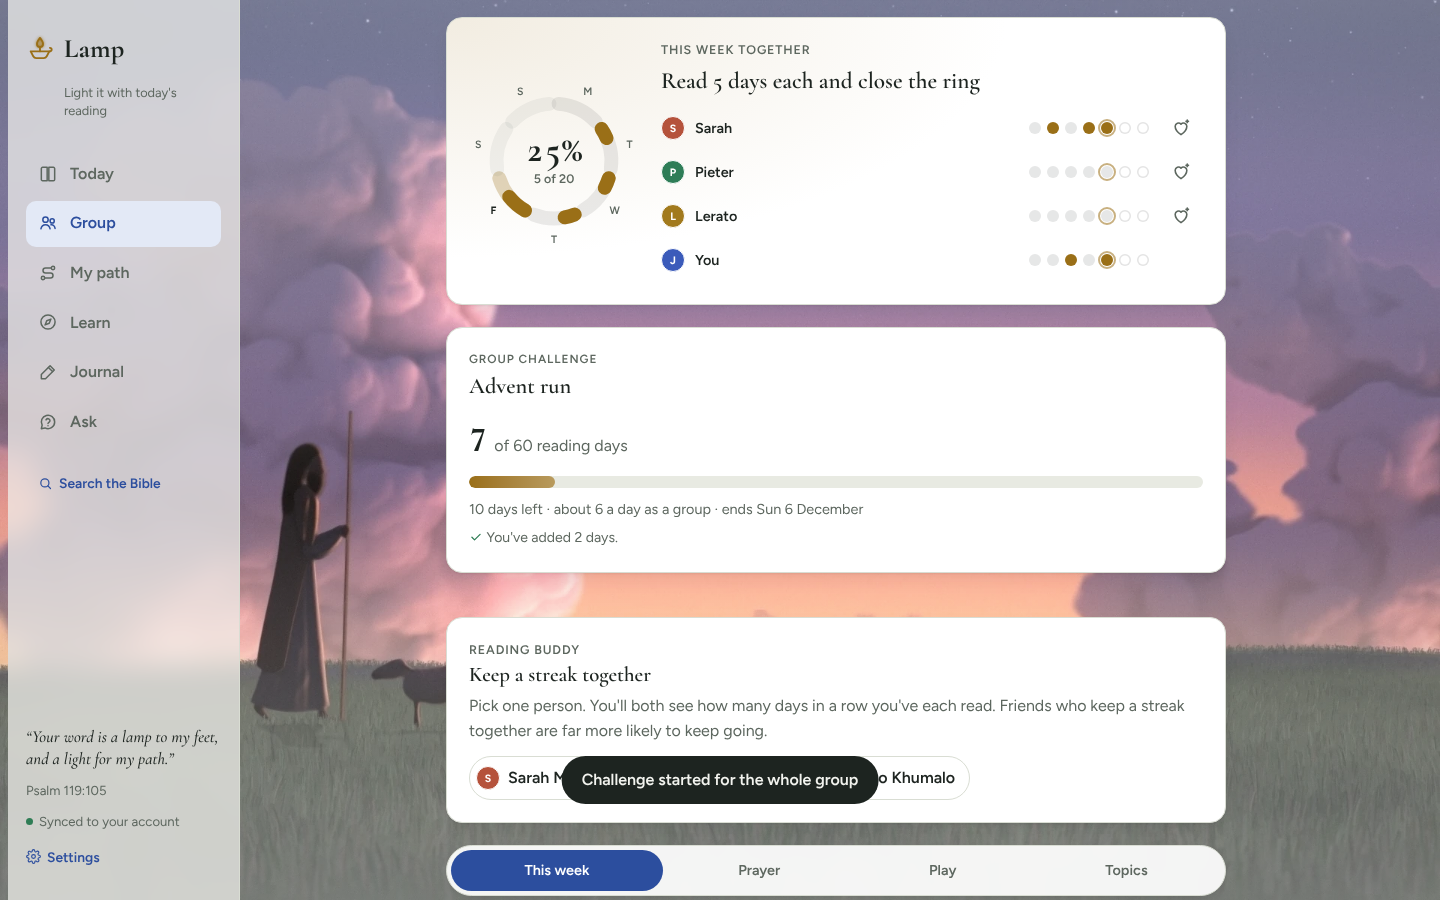 Lamp
Light it with today's
reading
Today
Group
My path
Learn
Journal
Ask
Search the Bible
“Your word is a lamp to my feet,
and a light for my path.”
Psalm 119:105
Synced to your account
Settings
THIS WEEK TOGETHER
Read 5 days each and close the ring
S M
S T
25%
5 of 20
F W
T
S Sarah
P Pieter
L Lerato
J You
GROUP CHALLENGE
Advent run
7 of 60 reading days
10 days left · about 6 a day as a group · ends Sun 6 December
You've added 2 days.
READING BUDDY
Keep a streak together
Pick one person. You'll both see how many days in a row you've each read. Friends who keep a streak
together are far more likely to keep going.
S Sarah Khumalo
Challenge started for the whole group
This week Prayer Play Topics